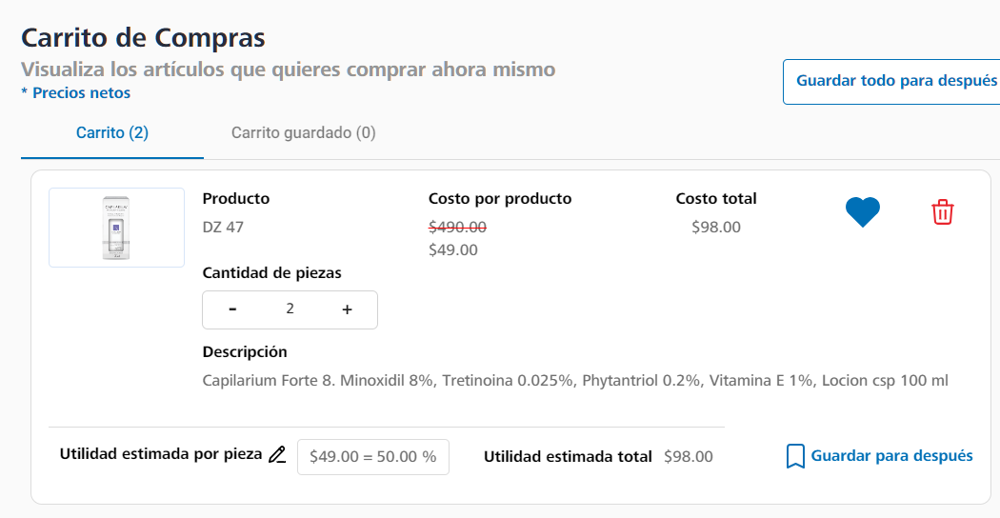 Carrito de Compras
Visualiza los artículos que quieres comprar ahora mismo
* Precios netos
Guardar todo para después
Carrito (2)
Carrito guardado (0)
Producto
Costo por producto
Costo total
DZ 47
$490.00
$98.00
$49.00
Cantidad de piezas
- 2 +
Descripción
Capilarium Forte 8. Minoxidil 8%, Tretinoina 0.025%, Phytantriol 0.2%, Vitamina E 1%, Locion csp 100 ml
Utilidad estimada por pieza
$49.00 = 50.00 %
Utilidad estimada total
$98.00
Guardar para después